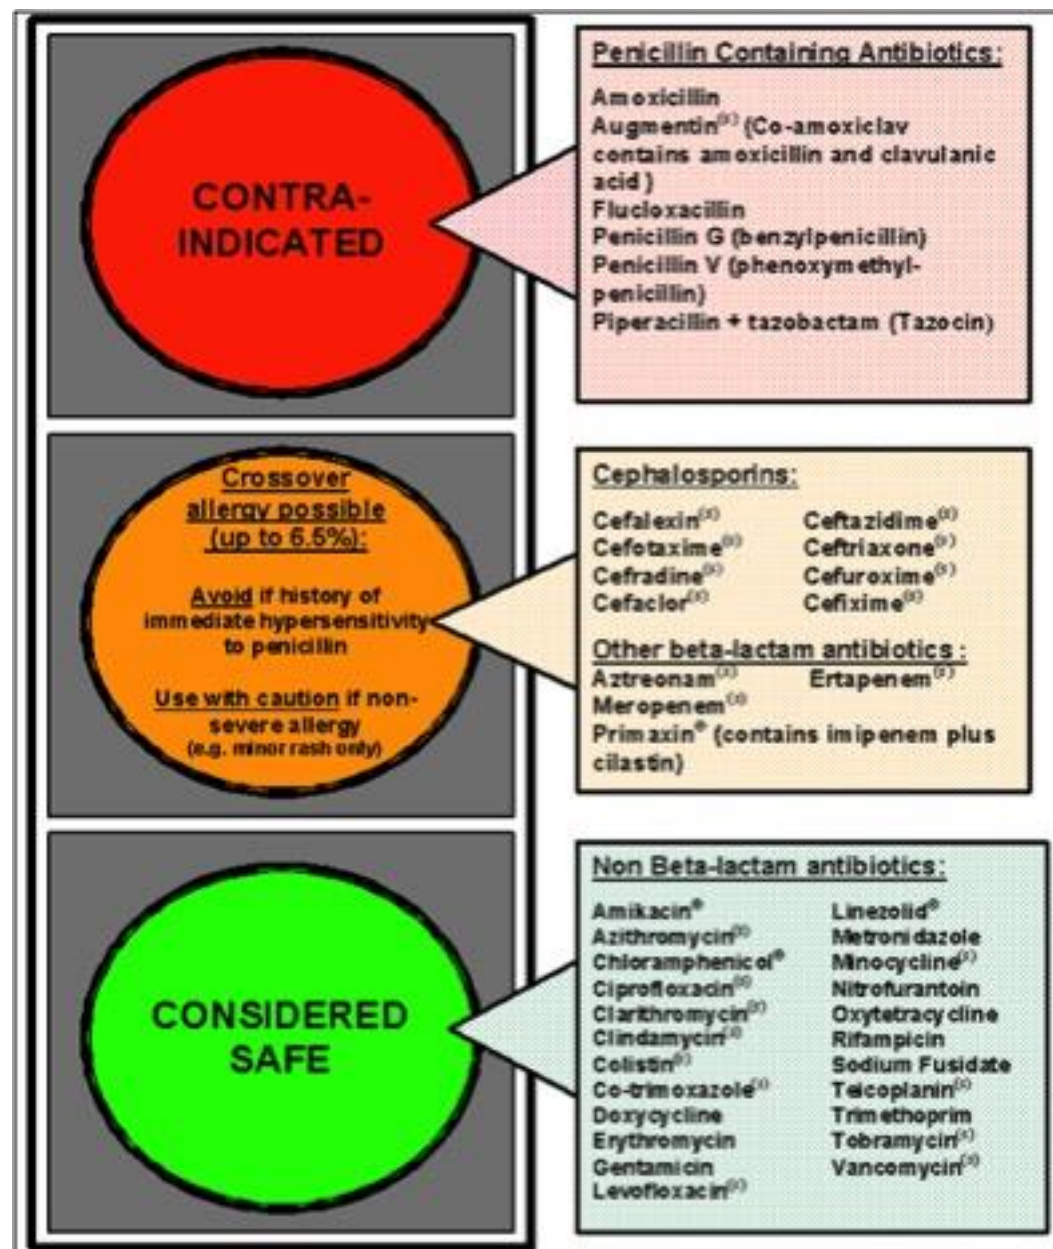 CONTRA-
INDICATED
Penicillin Containing Antibiotics:
Amoxicillin
Augmentin (Co-amoxiclav
contains amoxicillin and clavulanic
acid )
Flucloxacillin
Penicillin G (benzylpenicillin)
Penicillin V (phenoxymethyl-
penicillin)
Piperacillin + tazobactam (Tazocin)
Crossover
allergy possible
(up to 6.5%):
Avoid if history of
immediate hypersensitivity
to penicillin
Use with caution if non-
severe allergy
(e.g. minor rash only)
Cephalosporins:
Cefalexin Ceftazidime
Cefotaxime Ceftriaxone
Cefradine Cefuroxime
Cefaclor Cefixime
Other beta-lactam antibiotics :
Aztreonam Ertapenem
Meropenem
Primaxin® (contains imipenem plus
cilastin)
CONSIDERED
SAFE
Non Beta-lactam antibiotics:
Amikacin® Linezolid®
Azithromycin Metronidazole
Chloramphenicol® Minocycline
Ciprofloxacin Nitrofurantoin
Clarithromycin Oxytetracycline
Clindamycin Rifampicin
Colistin Sodium Fusidate
Co-trimoxazole Teicoplanin
Doxycycline Trimethoprim
Erythromycin Tobramycin
Gentamicin Vancomycin
Levofloxacin